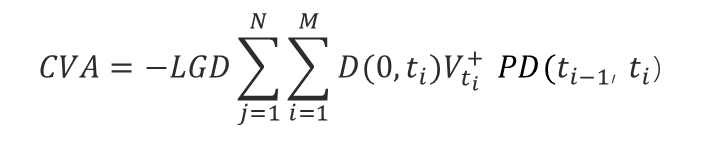 CVA = −LGD ∑_{j=1}^{N} ∑_{i=1}^{M} D(0, t_i)V_{t_i}^{+} PD(t_{i−1}, t_i)